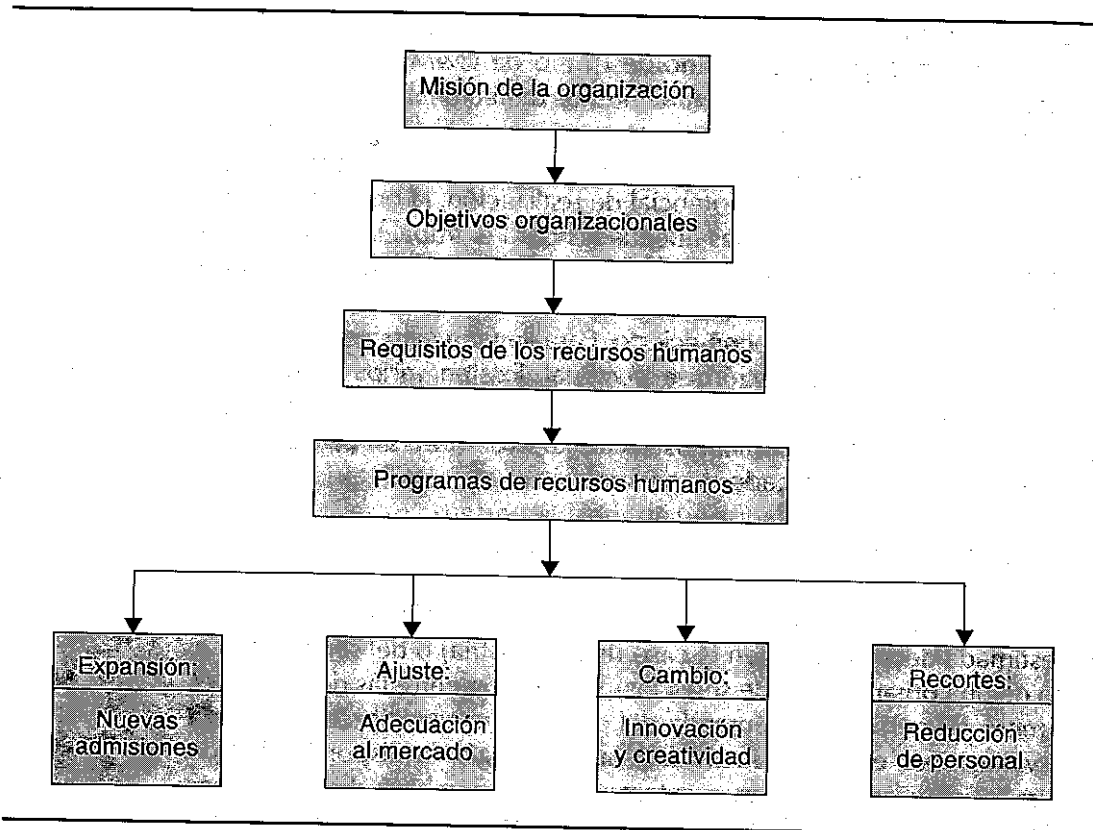 Misión de la organización
Objetivos organizacionales
Requisitos de los recursos humanos
Programas de recursos humanos
Expansión:
Nuevas
admisiones
Ajuste:
Adecuación
al mercado
Cambio:
Innovación
y creatividad
Recortes:
Reducción
de personal